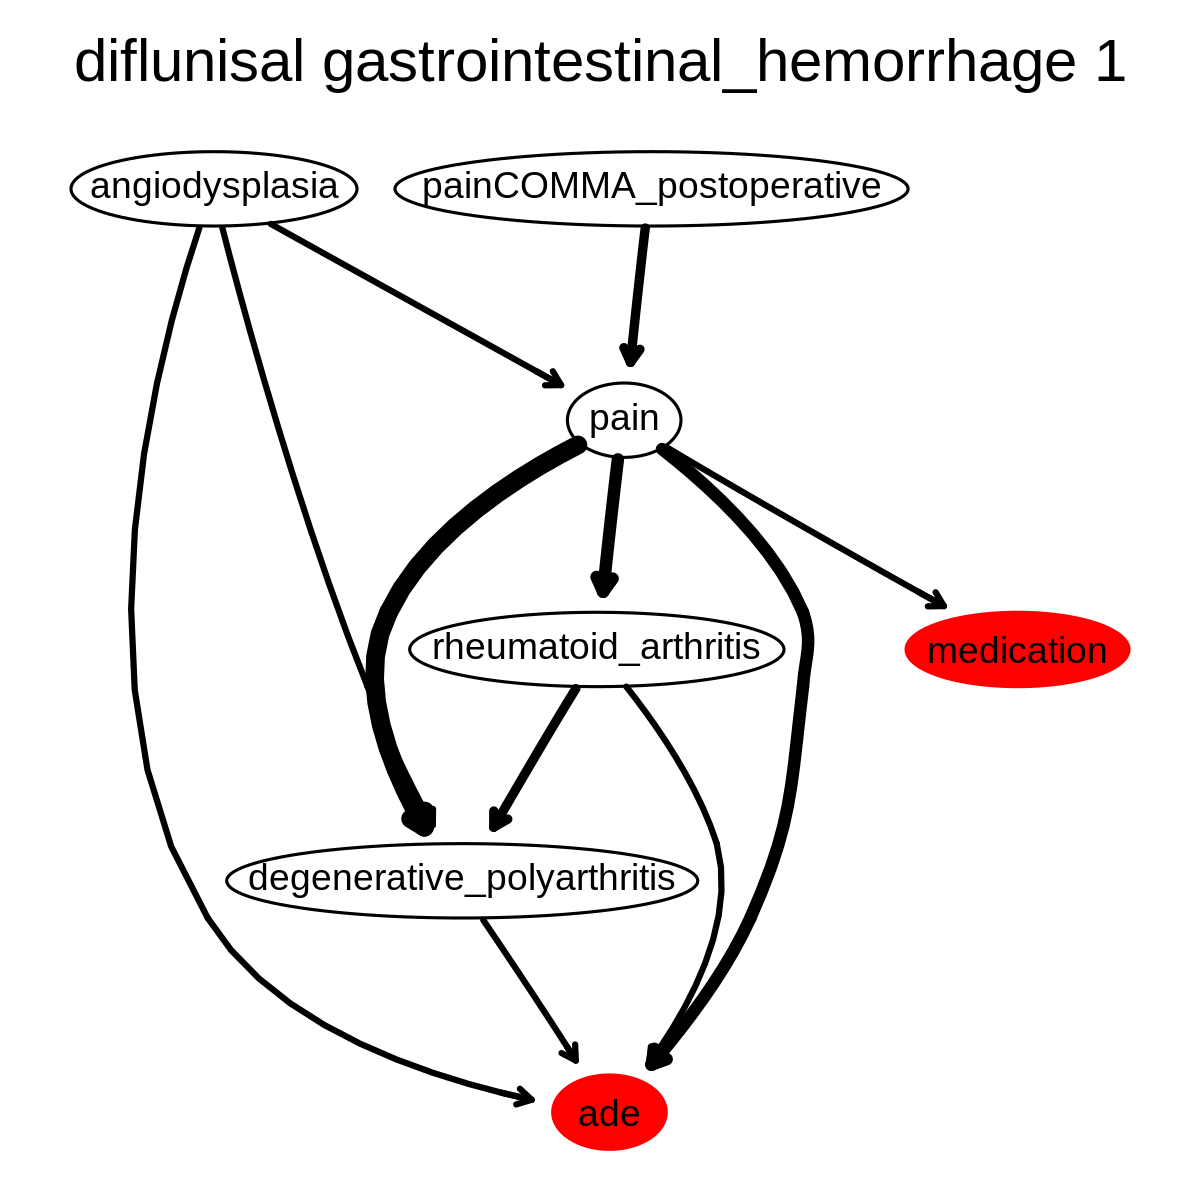 diflunisal gastrointestinal_hemorrhage 1
angiodysplasia
painCOMMA_postoperative
pain
rheumatoid_arthritis
medication
degenerative_polyarthritis
ade